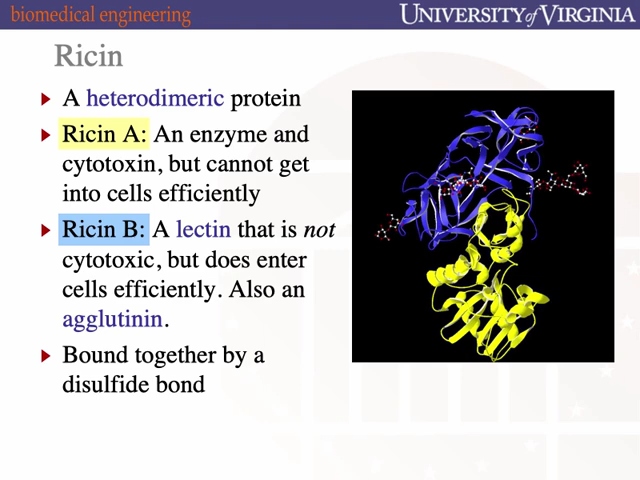 biomedical engineering
UNIVERSITY of VIRGINIA
Ricin
A heterodimeric protein
Ricin A: An enzyme and
cytotoxin, but cannot get
into cells efficiently
Ricin B: A lectin that is not
cytotoxic, but does enter
cells efficiently. Also an
agglutinin.
Bound together by a
disulfide bond